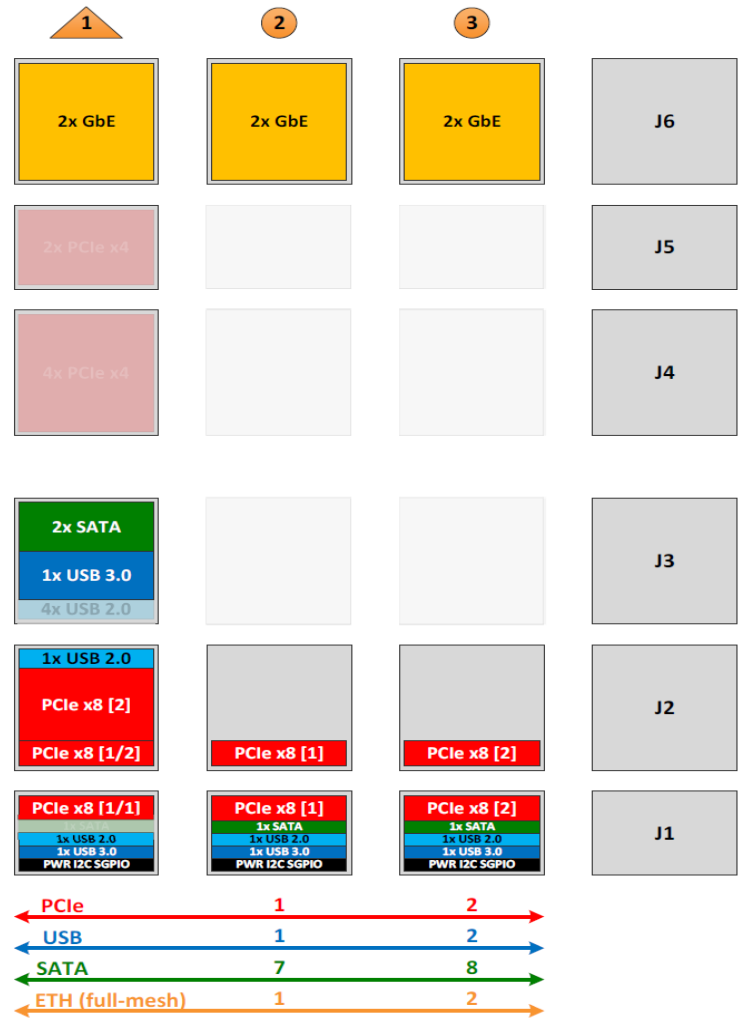 1 2 3
2x GbE 2x GbE 2x GbE J6
2x PCIe x4 J5
4x PCIe x4 J4
2x SATA
1x USB 3.0 J3
4x USB 2.0
1x USB 2.0
PCIe x8 [2] J2
PCIe x8 [1/2] PCIe x8 [1] PCIe x8 [2]
PCIe x8 [1/1] PCIe x8 [1] PCIe x8 [2]
1x SATA 1x SATA 1x SATA
1x USB 2.0 1x USB 2.0 1x USB 2.0 J1
1x USB 3.0 1x USB 3.0 1x USB 3.0
PWR I2C SGPIO PWR I2C SGPIO PWR I2C SGPIO
PCIe 1 2
USB 1 2
SATA 7 8
ETH (full-mesh) 1 2